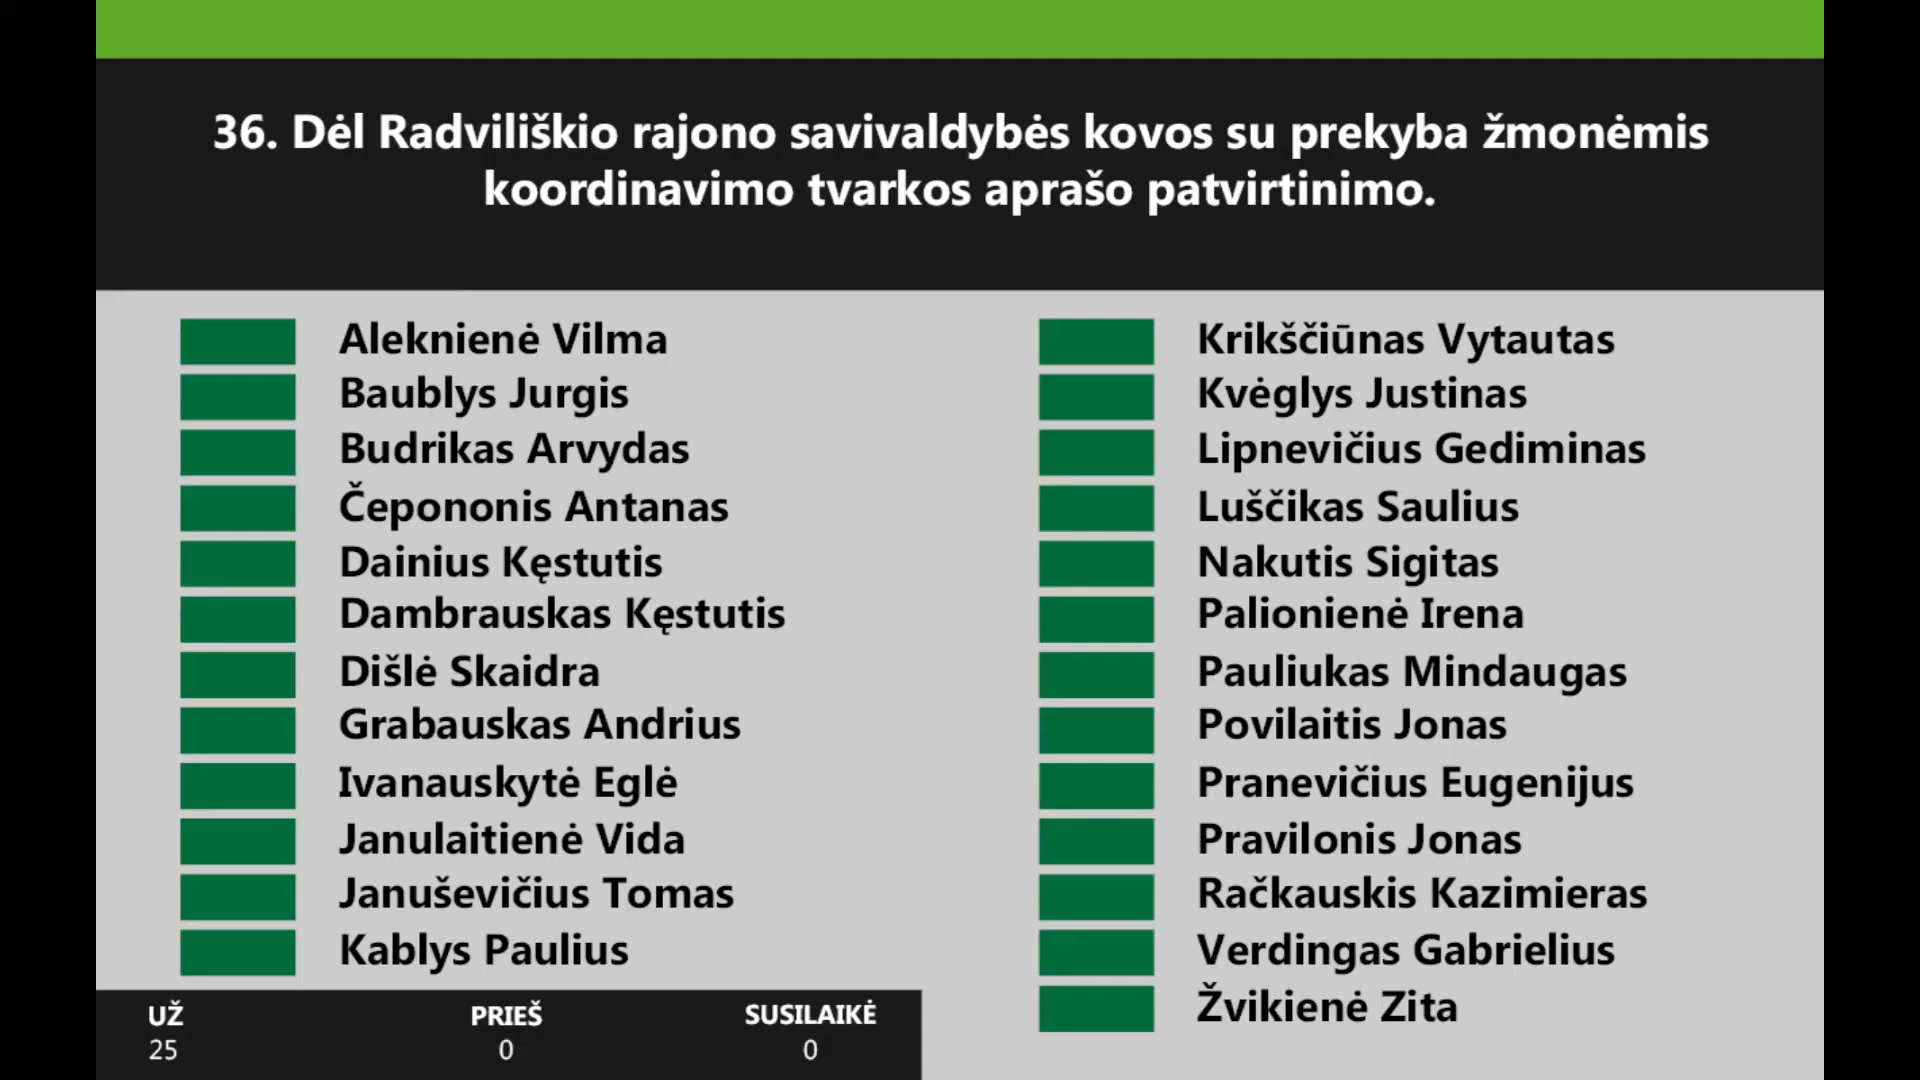 36. Dėl Radviliškio rajono savivaldybės kovos su prekyba žmonėmis
koordinavimo tvarkos aprašo patvirtinimo.
Aleknienė Vilma
Baublys Jurgis
Budrikas Arvydas
Čepononis Antanas
Dainius Kęstutis
Dambrauskas Kęstutis
Dišlė Skaidra
Grabauskas Andrius
Ivanauskytė Eglė
Janulaitienė Vida
Januševičius Tomas
Kablys Paulius
Krikščiūnas Vytautas
Kvėglys Justinas
Lipnevičius Gediminas
Luščikas Saulius
Nakutis Sigitas
Palionienė Irena
Pauliukas Mindaugas
Povilaitis Jonas
Pranevičius Eugenijus
Pravilonis Jonas
Račkauskis Kazimieras
Verdingas Gabrielius
Žvikienė Zita
UŽ PRIEŠ SUSILAIKĖ
25 0 0